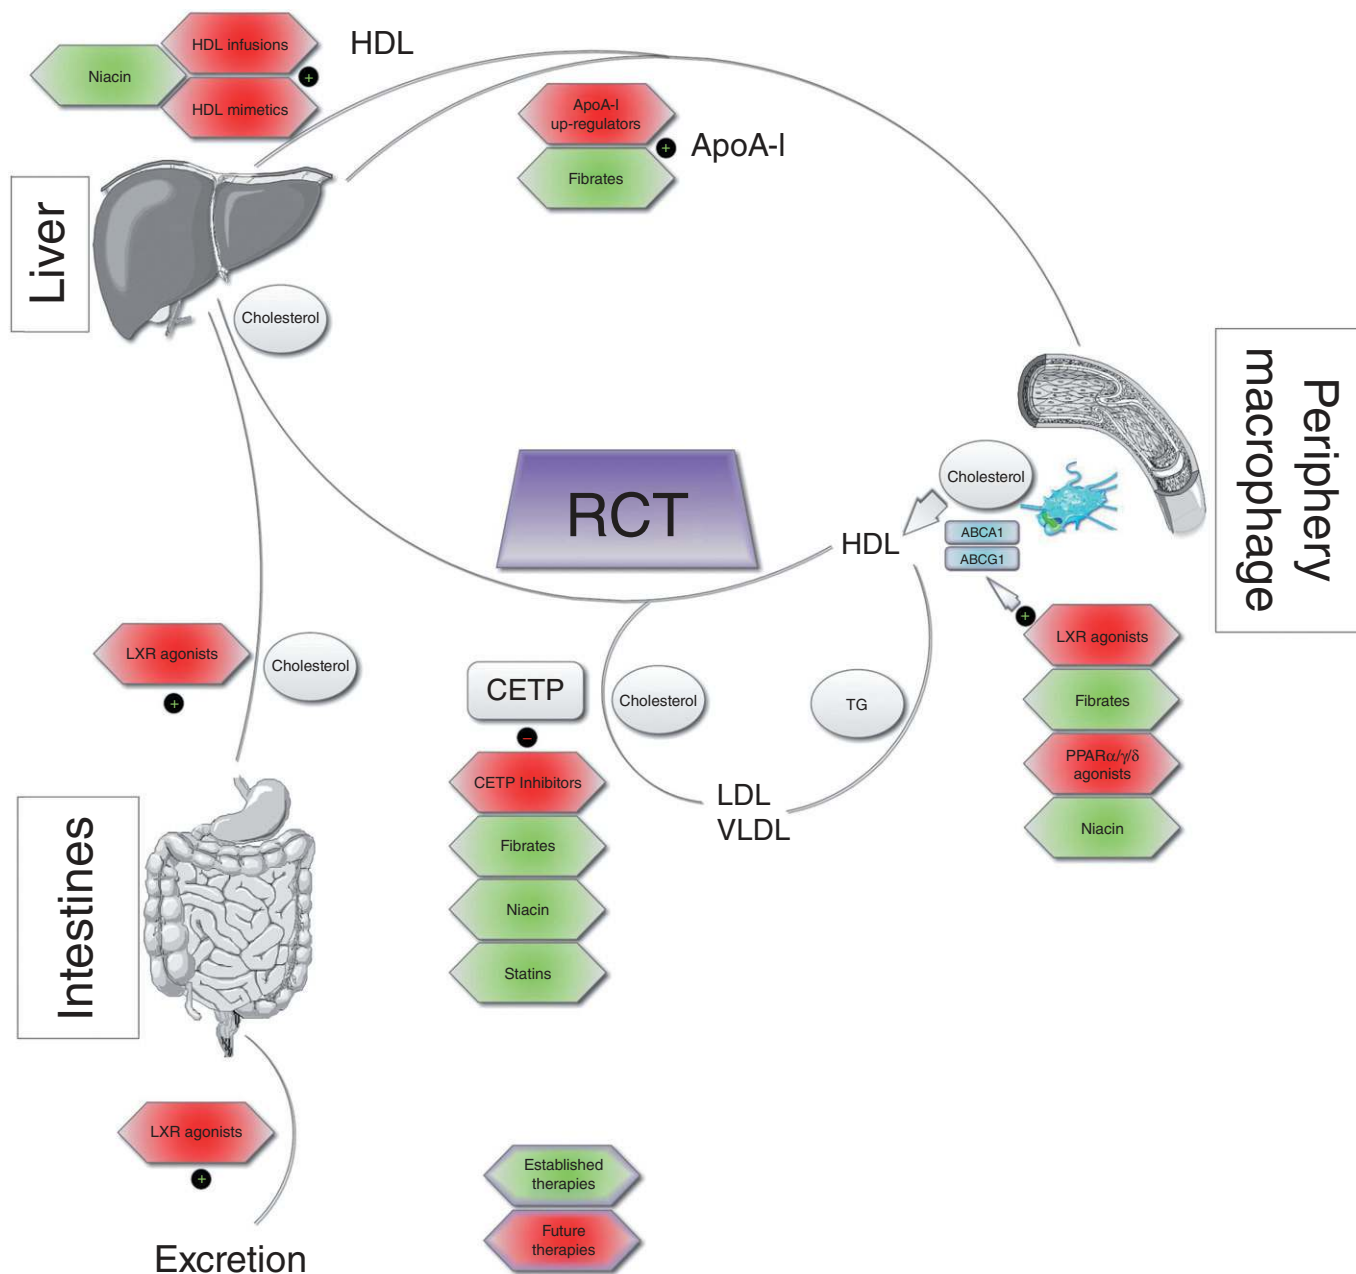 HDL infusions
HDL
Niacin
HDL mimetics
ApoA-I
up-regulators
ApoA-I
Fibrates
Liver
Cholesterol
Periphery
macrophage
RCT
Cholesterol
HDL
ABCA1
ABCG1
LXR agonists
Fibrates
PPARα/γ/δ
agonists
Niacin
LXR agonists
Cholesterol
CETP
Cholesterol
TG
CETP Inhibitors
LDL
VLDL
Fibrates
Niacin
Statins
Intestines
LXR agonists
Excretion
Established
therapies
Future
therapies